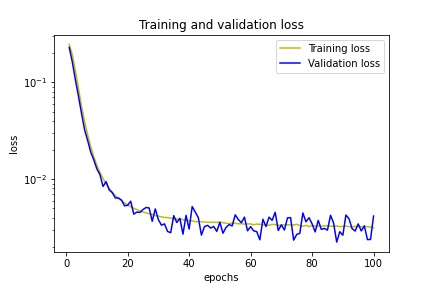 Training and validation loss
Training loss
Validation loss
10⁻¹
10⁻²
loss
0 20 40 60 80 100
epochs